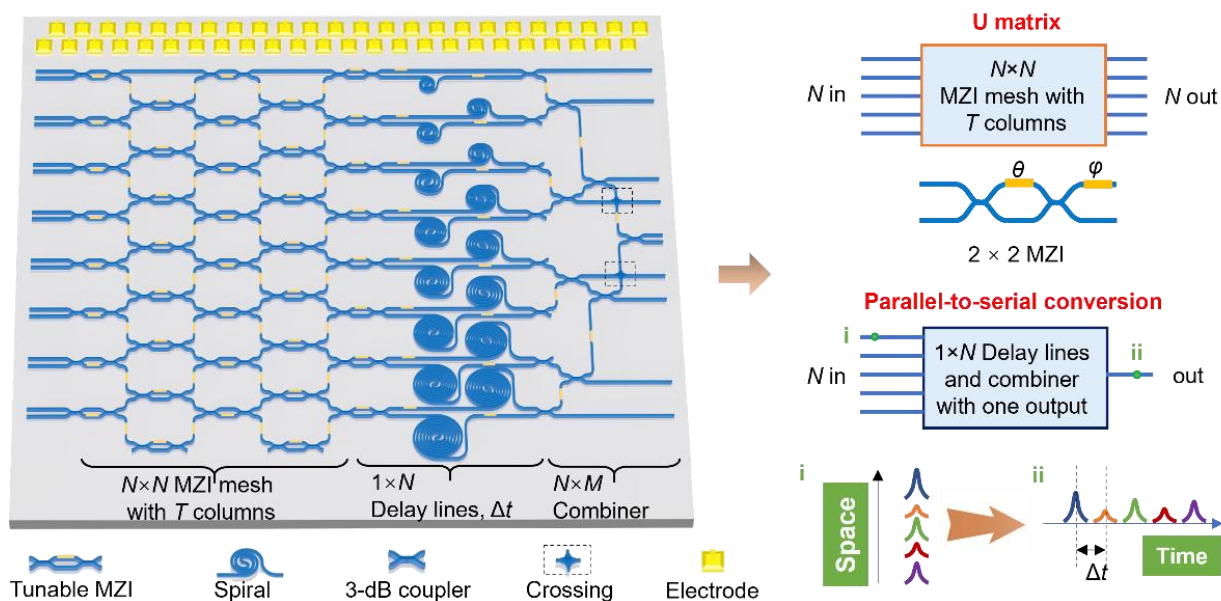 N×N MZI mesh
with T columns
1×N
Delay lines, Δt
N×M
Combiner
Tunable MZI
Spiral
3-dB coupler
Crossing
Electrode
U matrix
N in
N×N
MZI mesh with
T columns
N out
θ
φ
2 × 2 MZI
Parallel-to-serial conversion
i
N in
1×N Delay lines
and combiner
with one output
ii
out
i
Space
ii
Δt
Time